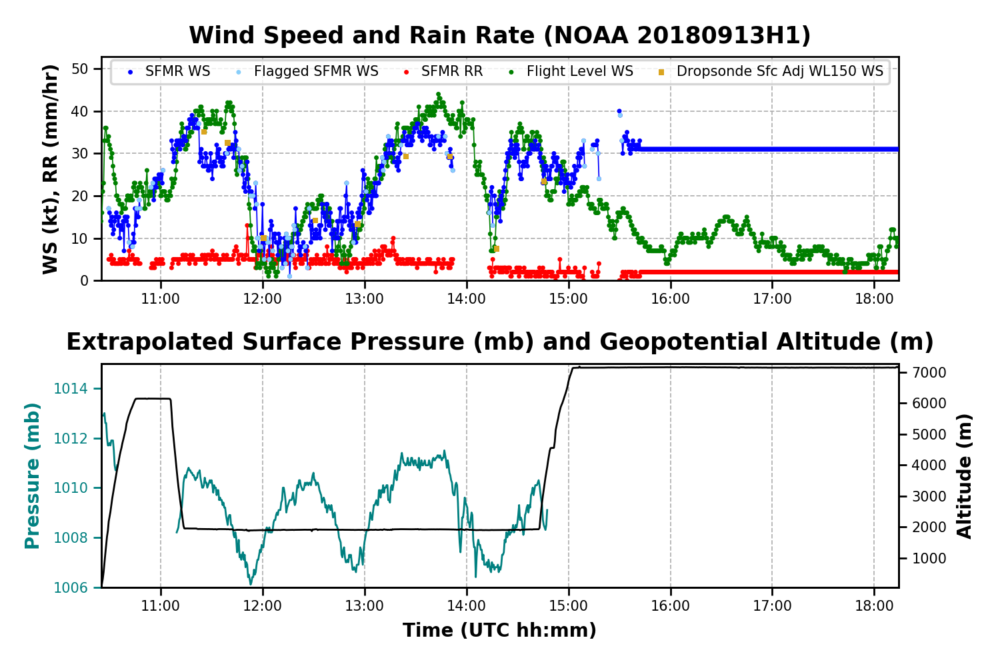 Wind Speed and Rain Rate (NOAA 20180913H1)
SFMR WS Flagged SFMR WS SFMR RR Flight Level WS Dropsonde Sfc Adj WL150 WS
WS (kt), RR (mm/hr)
50
40
30
20
10
0
11:00 12:00 13:00 14:00 15:00 16:00 17:00 18:00
Extrapolated Surface Pressure (mb) and Geopotential Altitude (m)
Pressure (mb)
1014
1012
1010
1008
1006
7000
6000
5000
4000
3000
2000
1000
Altitude (m)
11:00 12:00 13:00 14:00 15:00 16:00 17:00 18:00
Time (UTC hh:mm)